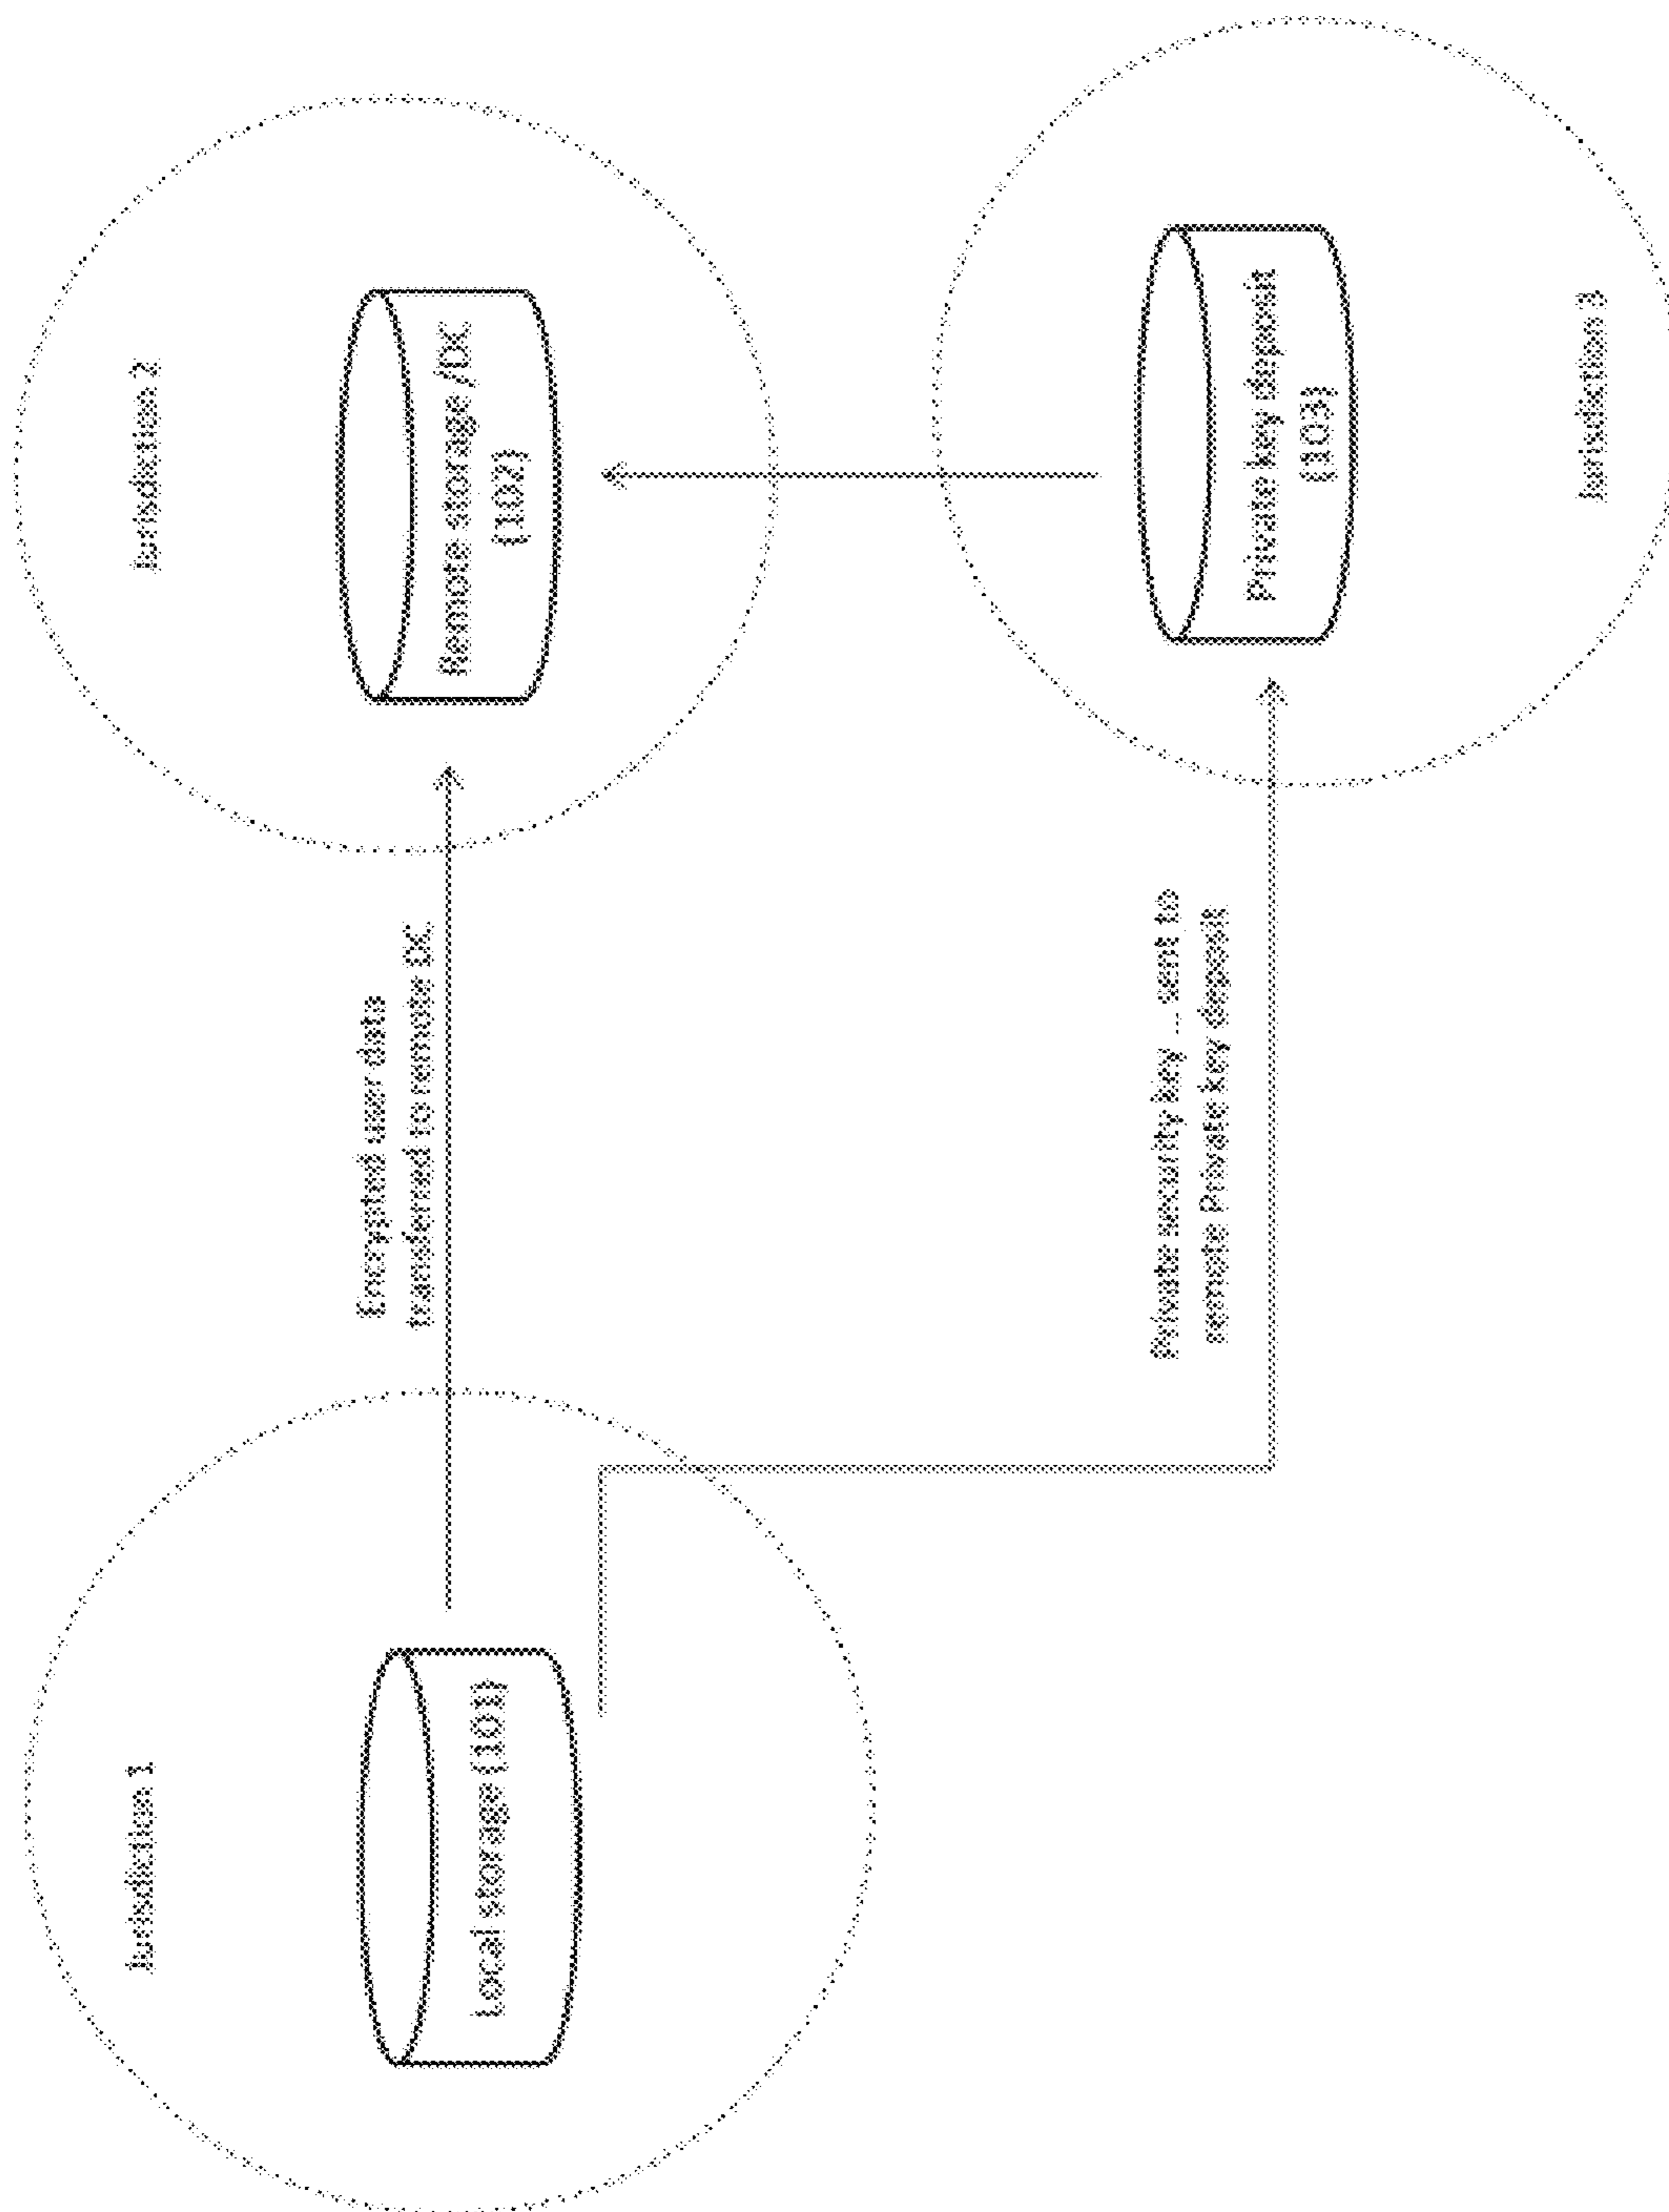 Jurisdiction 1
Local storage (101)
Encrypted user data
transferred to remote DC
Jurisdiction 2
Remote storage /DC
(102)
Private security key ... sent to
remote Private key deposit
Private key deposit
(103)
Jurisdiction 3